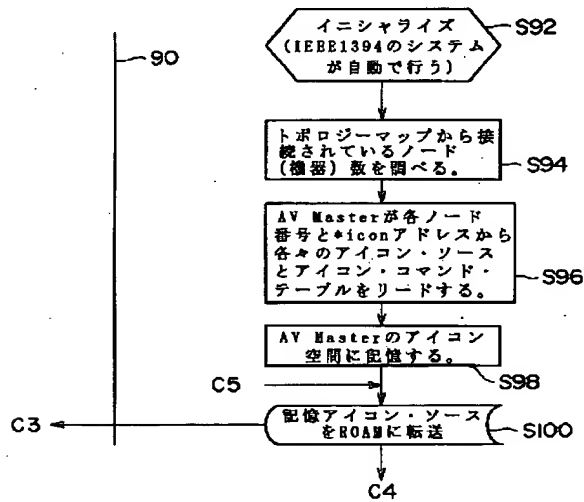 イニシャライズ
(IEEE1394のシステム
が自動で行う)
S92
90
トポロジーマップから接
続されているノード
(機器)数を調べる。
S94
AV Masterが各ノード
番号と*iconアドレスから
各々のアイコン・ソース
とアイコン・コマンド・
テーブルをリードする。
S96
AV Masterのアイコン
空間に記憶する。
S98
C5
記憶アイコン・ソース
をROAMに転送
S100
C3
C4